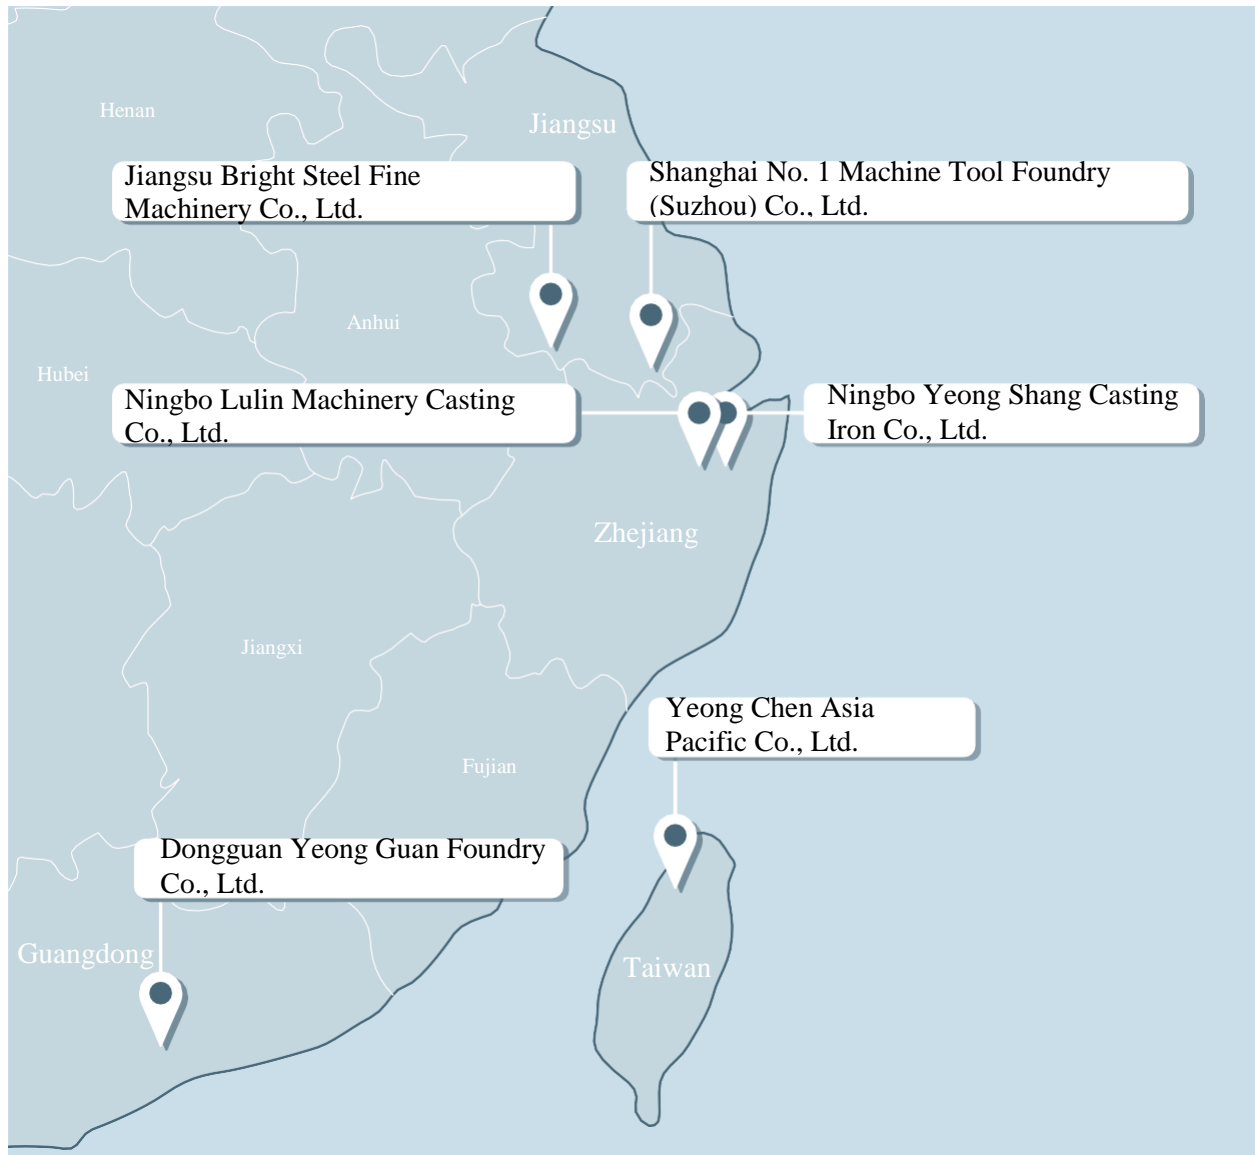 Henan
Jiangsu
Jiangsu Bright Steel Fine
Machinery Co., Ltd.
Shanghai No. 1 Machine Tool Foundry
(Suzhou) Co., Ltd.
Anhui
Hubei
Ningbo Lulin Machinery Casting
Co., Ltd.
Ningbo Yeong Shang Casting
Iron Co., Ltd.
Zhejiang
Jiangxi
Yeong Chen Asia
Pacific Co., Ltd.
Fujian
Dongguan Yeong Guan Foundry
Co., Ltd.
Guangdong
Taiwan